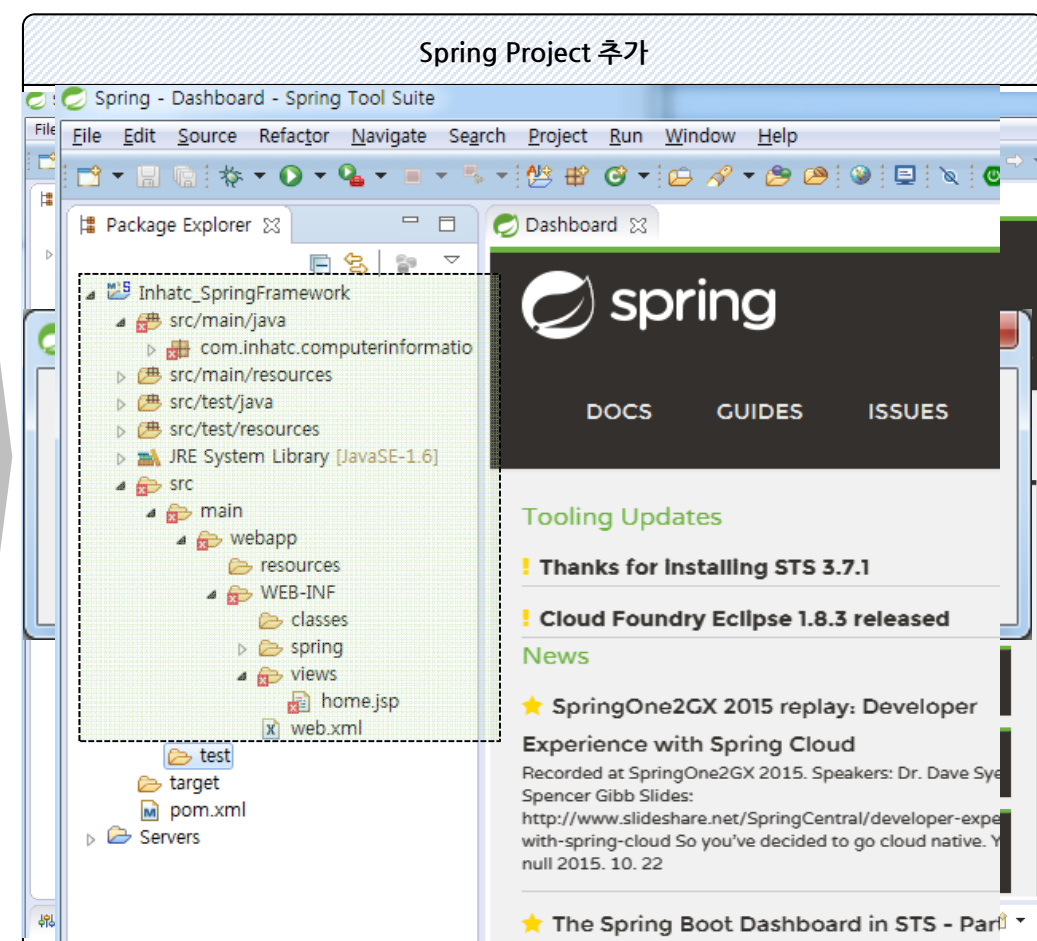 Spring Project 추가
Spring - Dashboard - Spring Tool Suite
File
File Edit Source Refactor Navigate Search Project Run Window Help
Package Explorer
Dashboard
Inhatc_SpringFramework
src/main/java
com.inhatc.computerinformatio
src/main/resources
src/test/java
src/test/resources
JRE System Library [JavaSE-1.6]
src
main
webapp
resources
WEB-INF
classes
spring
views
home.jsp
web.xml
test
target
pom.xml
Servers
spring
DOCS GUIDES ISSUES
Tooling Updates
! Thanks for installing STS 3.7.1
! Cloud Foundry Eclipse 1.8.3 released
News
SpringOne2GX 2015 replay: Developer
Experience with Spring Cloud
Recorded at SpringOne2GX 2015. Speakers: Dr. Dave Sye
Spencer Gibb Slides:
http://www.slideshare.net/SpringCentral/developer-expe
with-spring-cloud So you've decided to go cloud native. Y
null 2015. 10. 22
The Spring Boot Dashboard in STS - Part